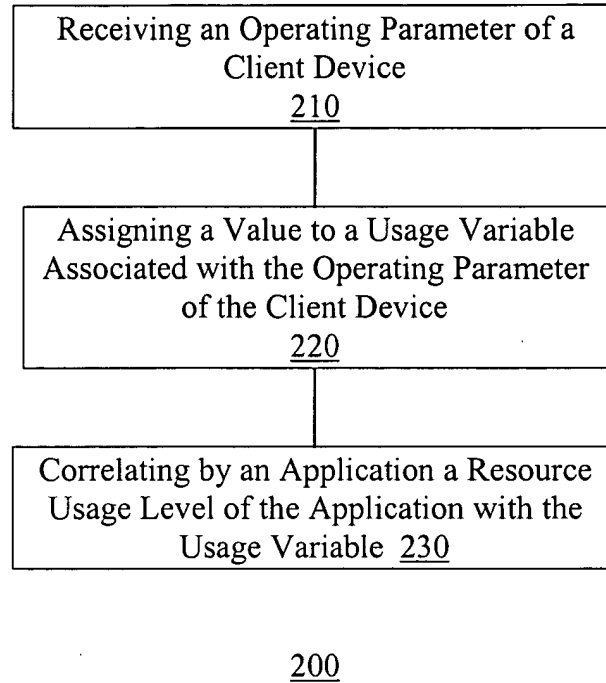 Receiving an Operating Parameter of a
Client Device
210
Assigning a Value to a Usage Variable
Associated with the Operating Parameter
of the Client Device
220
Correlating by an Application a Resource
Usage Level of the Application with the
Usage Variable 230
200